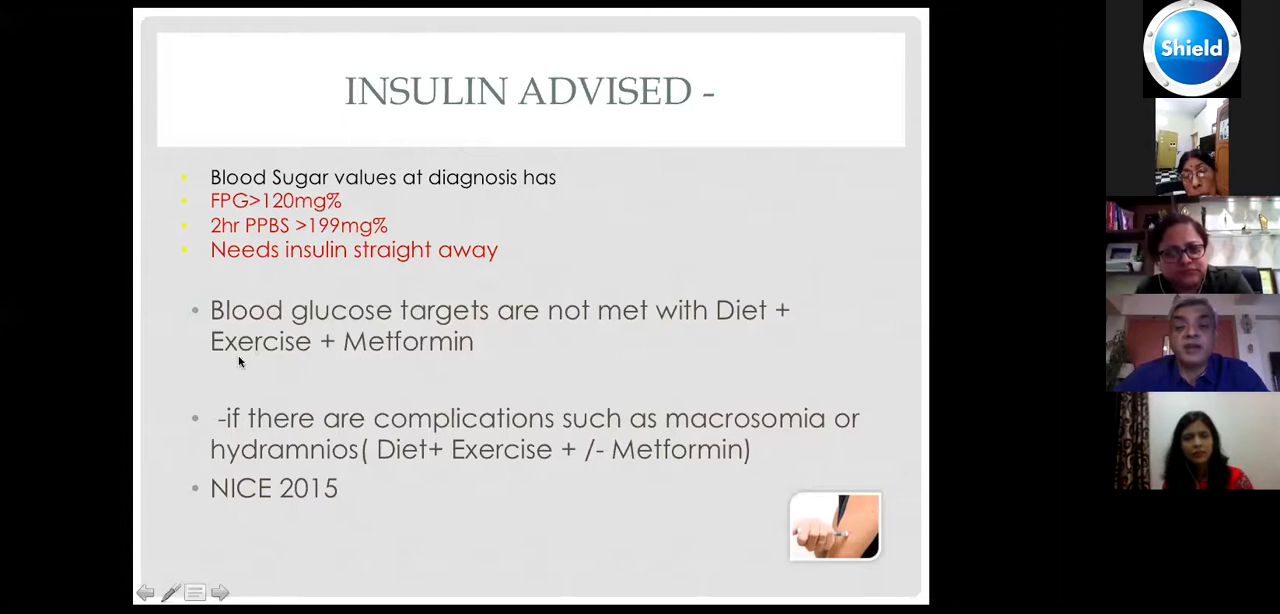 INSULIN ADVISED -
Blood Sugar values at diagnosis has
FPG>120mg%
2hr PPBS >199mg%
Needs insulin straight away
Blood glucose targets are not met with Diet +
Exercise + Metformin
-if there are complications such as macrosomia or
hydramnios( Diet+ Exercise + /- Metformin)
NICE 2015
Shield